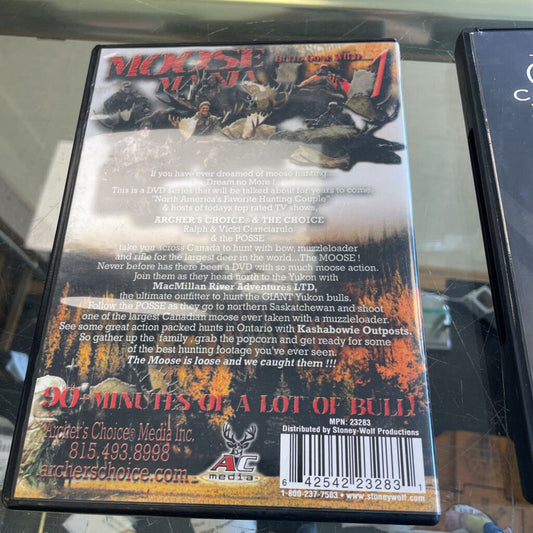 MOOSE
MANIA
If you have ever dreamed of moose hunting...
Dream no More !
This is a DVD series that will be talked about for years to come.
"North America's Favorite Hunting Couple"
& hosts of todays top rated TV shows,
ARCHER'S CHOICE® & THE CHOICE
Ralph & Vicki Cianciarulo
& the POSSE
take you across Canada to hunt with bow, muzzleloader
and rifle for the largest deer in the world...The MOOSE !
Never before has there been a DVD with so much moose action.
Join them as they head north to the Yukon with
MacMillan River Adventures LTD,
the ultimate outfitter to hunt the GIANT Yukon bulls.
Follow the POSSE as they go to northern Saskatchewan and shoot
one of the largest Canadian moose ever taken with a muzzleloader.
See some great action packed hunts in Ontario with Kashabowie Outposts.
So gather up the family ,grab the popcorn and get ready for some
of the best hunting footage you've ever seen.
The Moose is loose and we caught them !!!
90-MINUTES OF A LOT OF BULL!
Archer's Choice® Media Inc.
815.493.8998
archerschoice.com
AC
media
MPN: 23283
Distributed by Stoney-Wolf Productions
6 42542 23283 1
1-800-237-7583 • www.stoneywolf.com
C